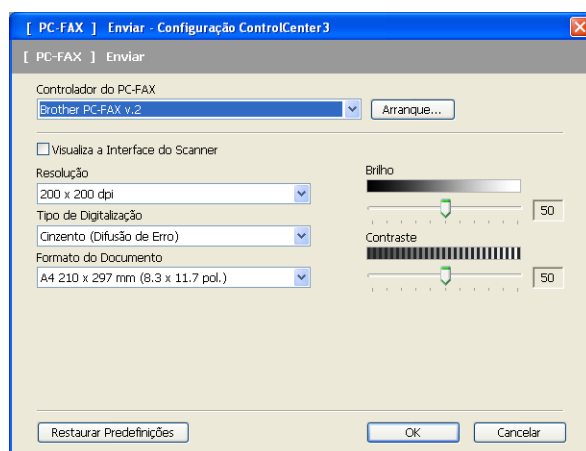 [ PC-FAX ] Enviar - Configuração ControlCenter3
[ PC-FAX ] Enviar
Controlador do PC-FAX
Brother PC-FAX v.2
Arranque...
Visualiza a Interface do Scanner
Resolução
200 x 200 dpi
Tipo de Digitalização
Cinzento (Difusão de Erro)
Formato do Documento
A4 210 x 297 mm (8.3 x 11.7 pol.)
Brilho
50
Contraste
50
Restaurar Predefinições
OK
Cancelar